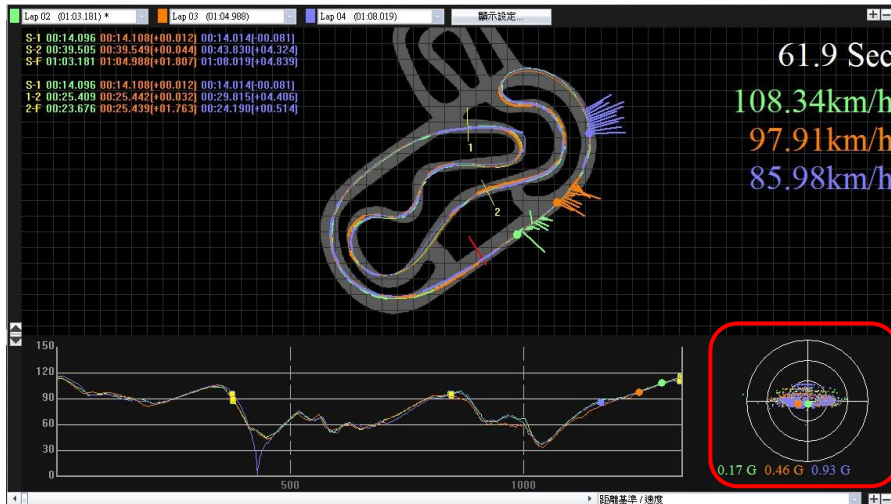 Lap 02 (01:03.181) * Lap 03 (01:04.988) Lap 04 (01:08.019) 顯示設定...
S-1 00:14.096 00:14.108(+00.012) 00:14.014(-00.081)
S-2 00:39.505 00:39.549(+00.044) 00:43.830(+04.324)
S-F 01:03.181 01:04.988(+01.807) 01:08.019(+04.839)
S-1 00:14.096 00:14.108(+00.012) 00:14.014(-00.081)
1-2 00:25.409 00:25.442(+00.032) 00:29.815(+04.406)
2-F 00:23.676 00:25.439(+01.763) 00:24.190(+00.514)
61.9 Sec
108.34km/h
97.91km/h
85.98km/h
1
2
150
120
90
60
30
0
500 1000
0.17 G 0.46 G 0.93 G
距離基準 / 速度